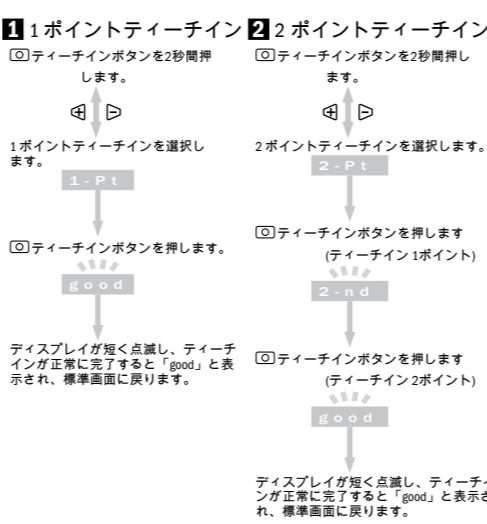 1 1ポイントティーチイン
ティーチインボタンを2秒間押
します。
1ポイントティーチインを選択し
ます。
1-Pt
ティーチインボタンを押します。
good
ディスプレイが短く点滅し、ティーチ
インが正常に完了すると「good」と表
示され、標準画面に戻ります。
2 2ポイントティーチイン
ティーチインボタンを2秒間押し
ます。
2ポイントティーチインを選択します。
2-Pt
ティーチインボタンを押します
(ティーチイン 1ポイント)
2-nd
ティーチインボタンを押します
(ティーチイン 2ポイント)
good
ディスプレイが短く点滅し、ティーチイ
ンが正常に完了すると「good」と表示さ
れ、標準画面に戻ります。